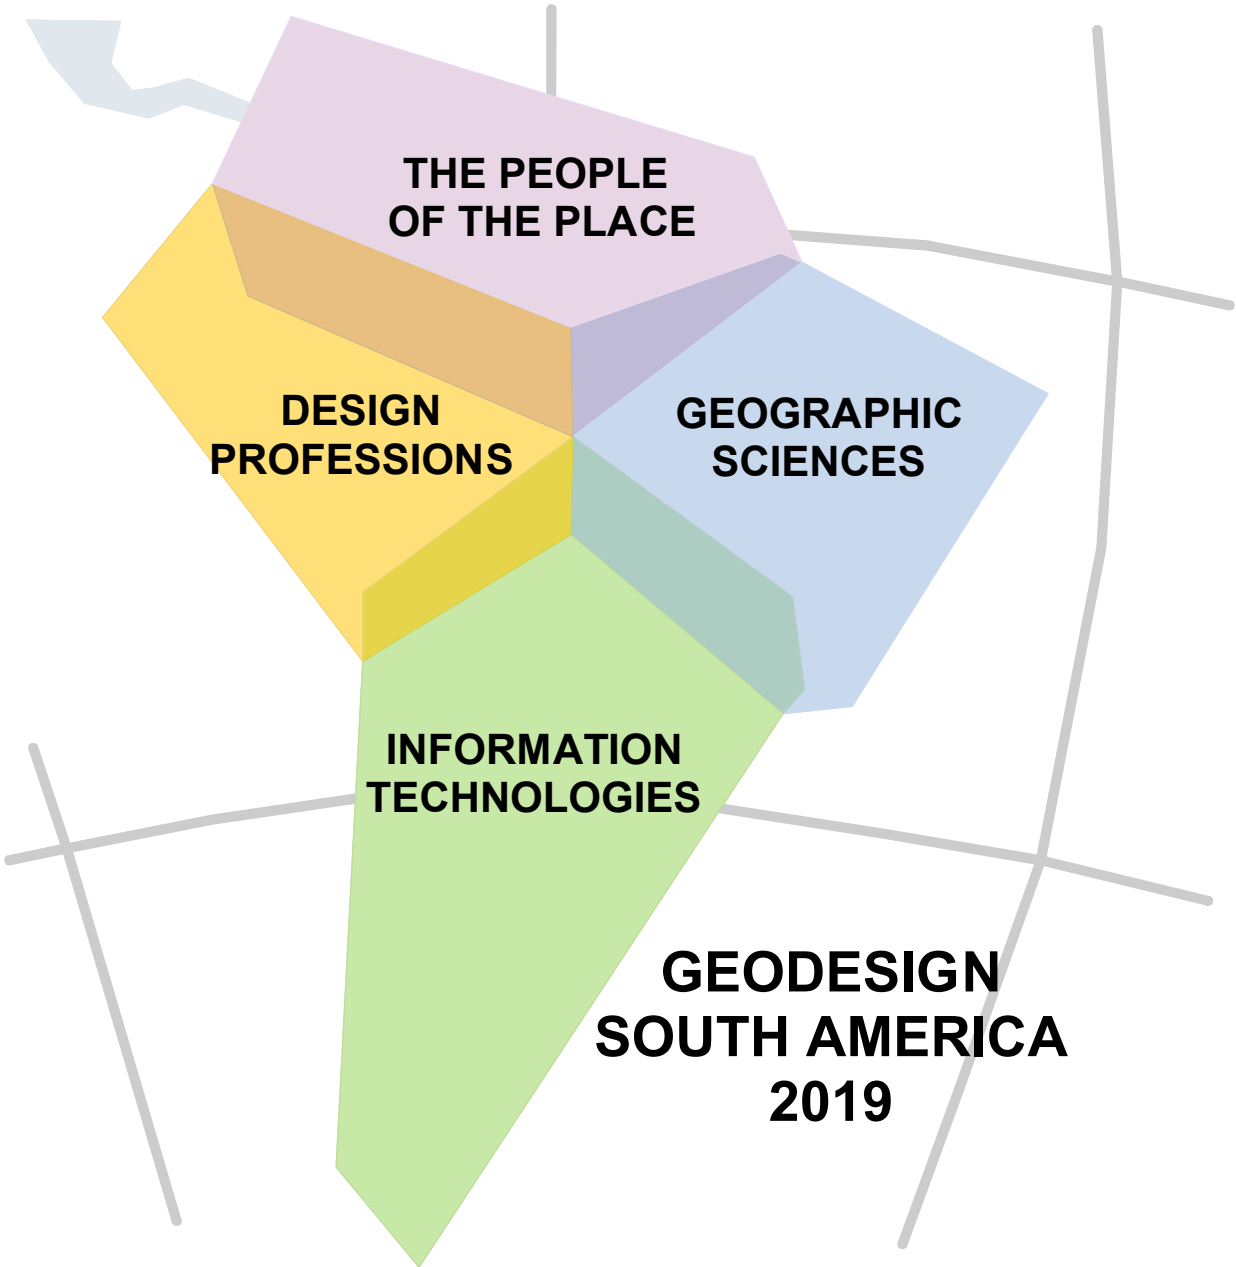 THE PEOPLE
OF THE PLACE
DESIGN
PROFESSIONS
GEOGRAPHIC
SCIENCES
INFORMATION
TECHNOLOGIES
GEODESIGN
SOUTH AMERICA
2019